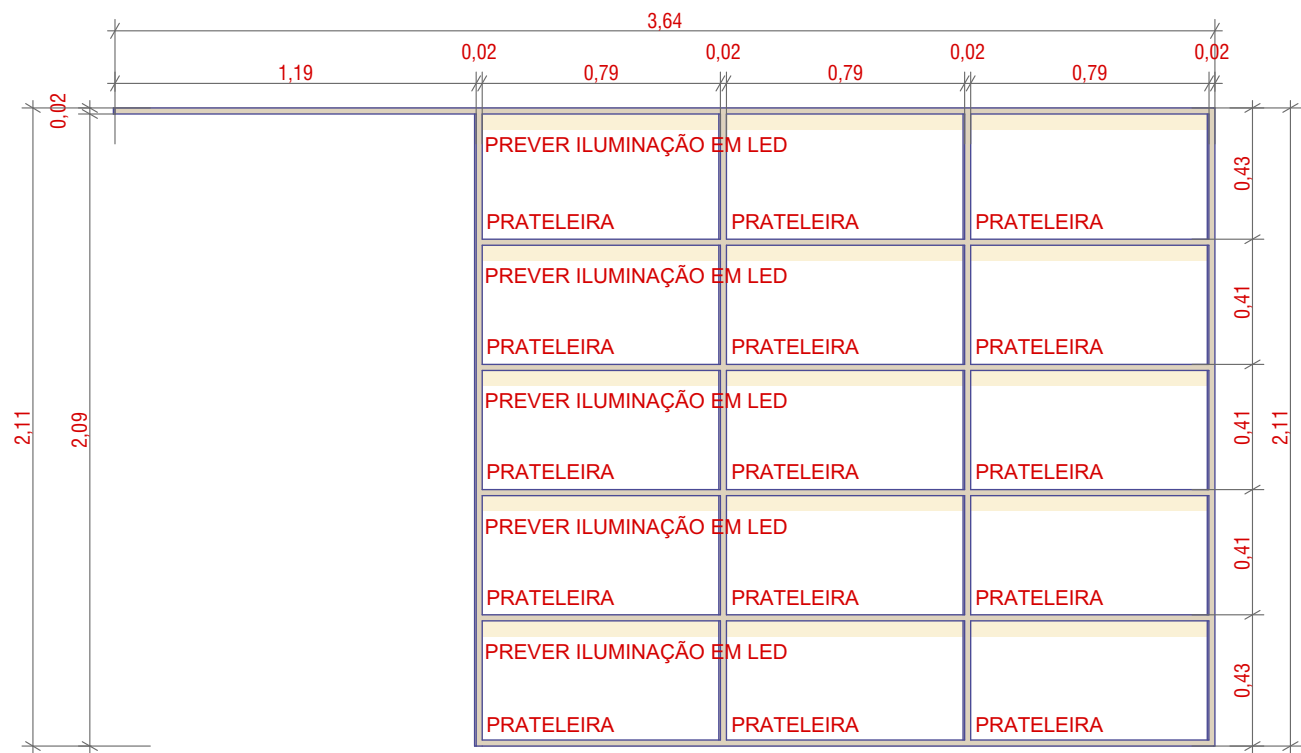 3,64
0,02 0,02 0,02 0,02
1,19 0,79 0,79 0,79
0,02
PREVER ILUMINAÇÃO EM LED
0,43
PRATELEIRA PRATELEIRA PRATELEIRA
PREVER ILUMINAÇÃO EM LED
0,41
PRATELEIRA PRATELEIRA PRATELEIRA
PREVER ILUMINAÇÃO EM LED
2,11 2,09 0,41 2,11
PRATELEIRA PRATELEIRA PRATELEIRA
PREVER ILUMINAÇÃO EM LED
0,41
PRATELEIRA PRATELEIRA PRATELEIRA
PREVER ILUMINAÇÃO EM LED
0,43
PRATELEIRA PRATELEIRA PRATELEIRA